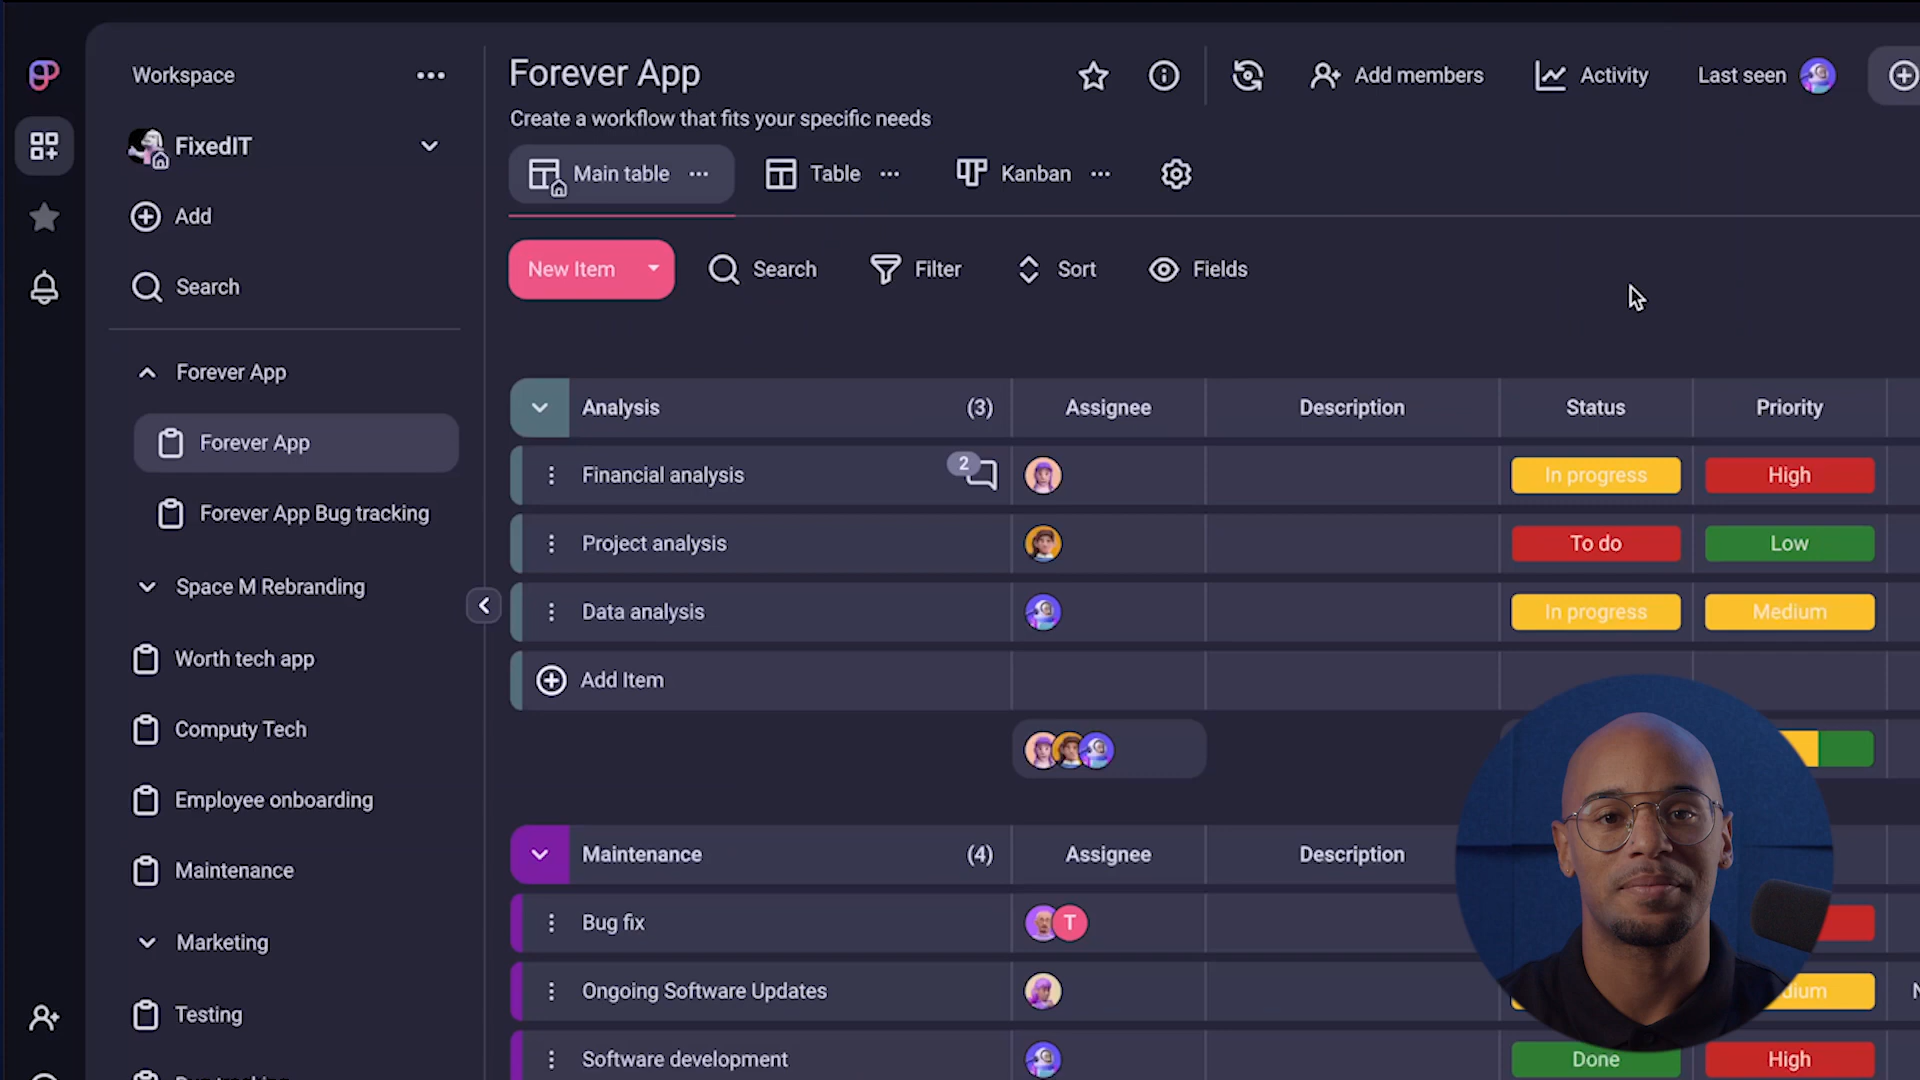 Workspace
FixedIT
Add
Search
Forever App
Forever App
Forever App Bug tracking
Space M Rebranding
Worth tech app
Computy Tech
Employee onboarding
Maintenance
Marketing
Testing
Forever App
Create a workflow that fits your specific needs
Add members
Activity
Last seen
Main table
Table
Kanban
New Item
Search
Filter
Sort
Fields
Analysis (3) Assignee Description Status Priority
Financial analysis 2 In progress High
Project analysis To do Low
Data analysis In progress Medium
Add Item
Maintenance (4) Assignee Description
Bug fix T
Ongoing Software Updates
Software development Done High